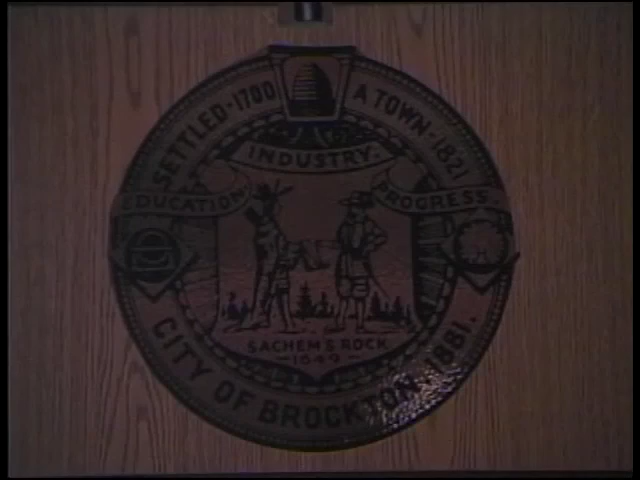 SETTLED-1700
A TOWN-1821
INDUSTRY.
EDUCATION.
PROGRESS.
SACHEM'S ROCK
-1649-
CITY OF BROCKTON. 1881.